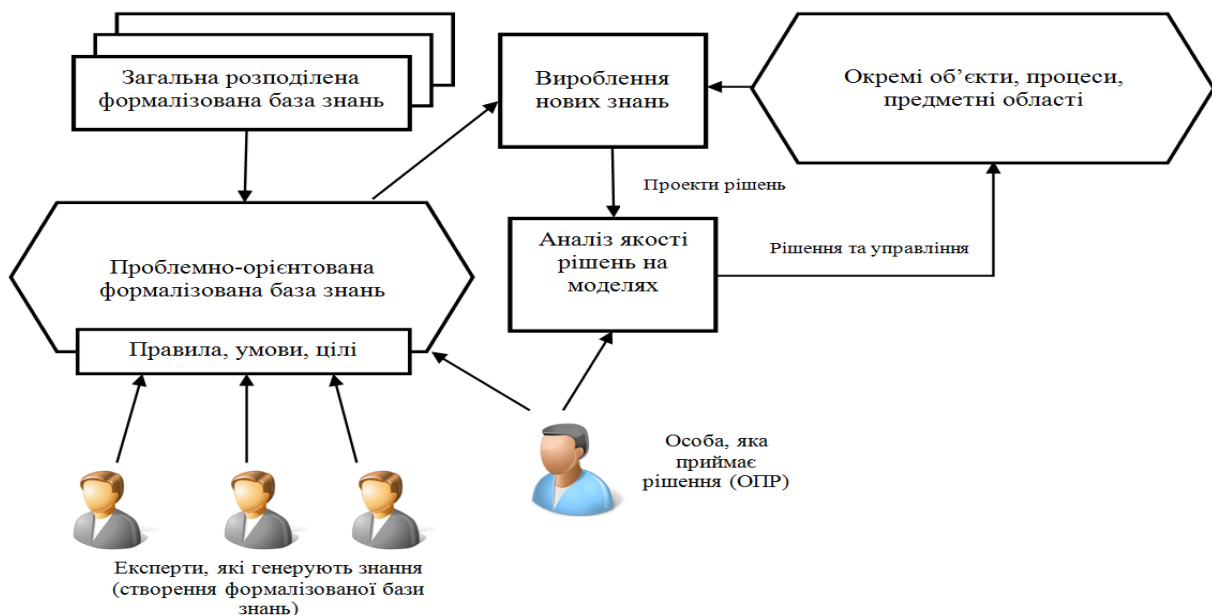 Загальна розподілена
формалізована база знань
Вироблення
нових знань
Окремі об’єкти, процеси,
предметні області
Проекти рішень
Аналіз якості
рішень на
моделях
Рішення та управління
Проблемно-орієнтована
формалізована база знань
Правила, умови, цілі
Особа, яка
приймає
рішення (ОПР)
Експерти, які генерують знання
(створення формалізованої бази
знань)